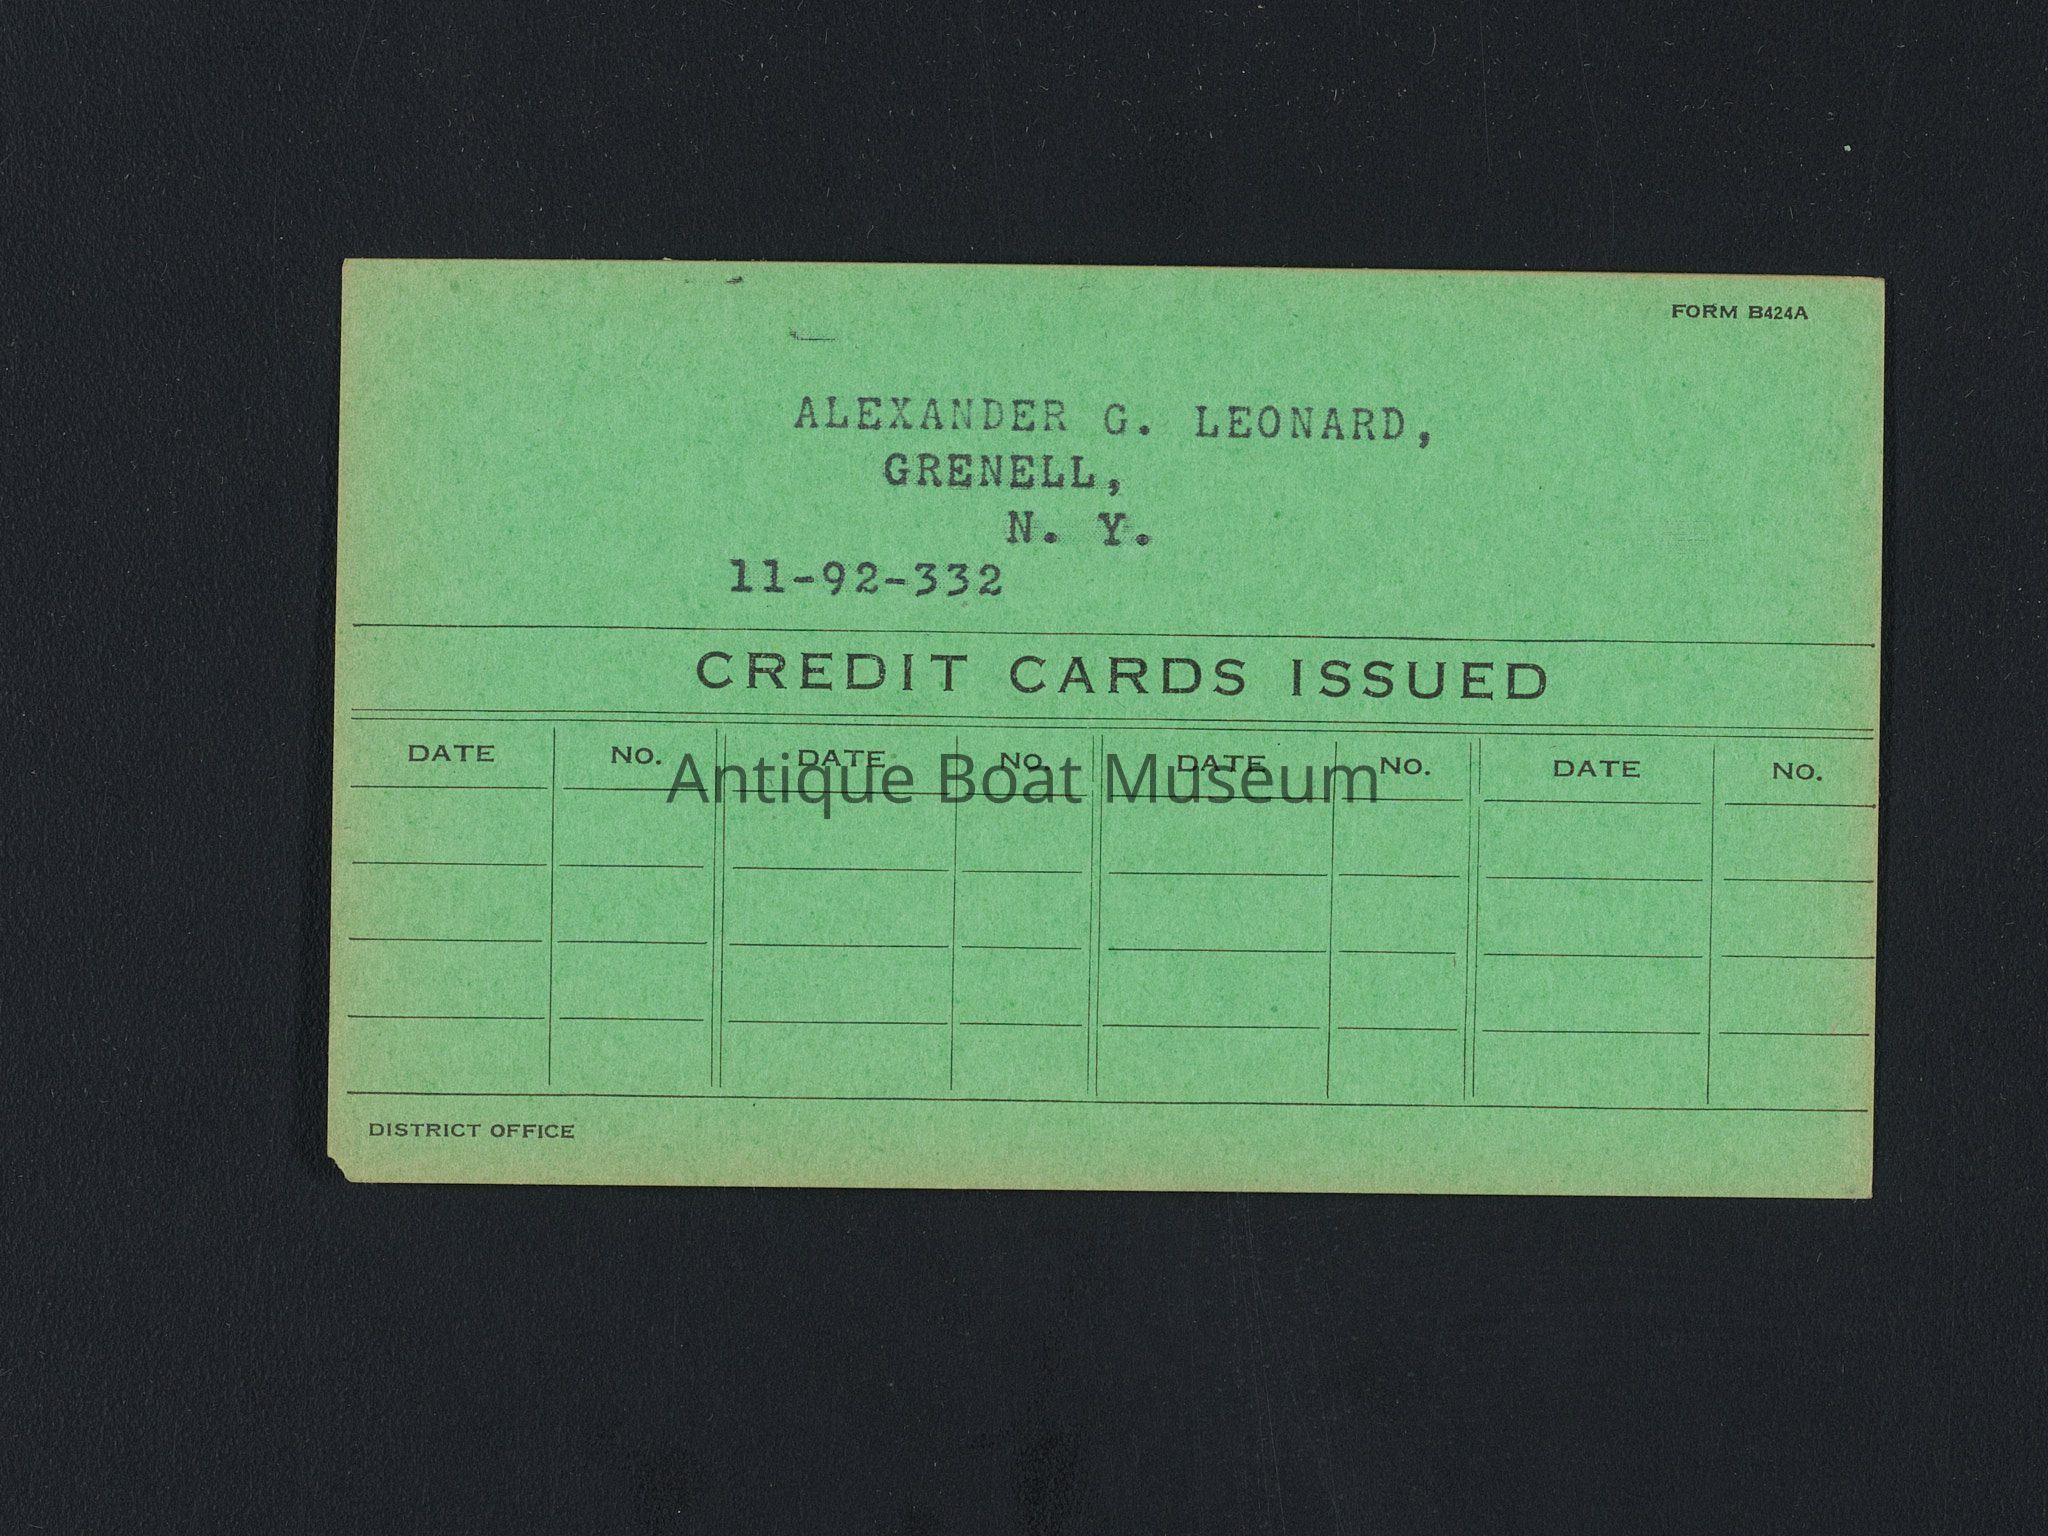 FORM B424A
ALEXANDER G. LEONARD,
GRENELL,
N. Y.
11-92-332
CREDIT CARDS ISSUED
DATE NO. DATE NO. DATE NO. DATE NO.
Antique Boat Museum
DISTRICT OFFICE